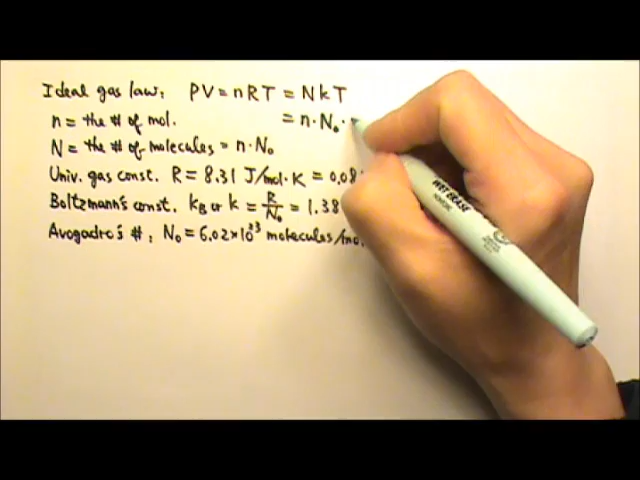 Ideal gas law: PV = nRT = NkT
n = the # of mol. = n · N₀ ·
N = the # of molecules = n · N₀
Univ. gas const. R = 8.31 J/mol·K = 0.08
Boltzmann's const. k_B or k = R/N₀ = 1.38
Avogadro's #: N₀ = 6.02×10²³ molecules/mo
WET ERASE